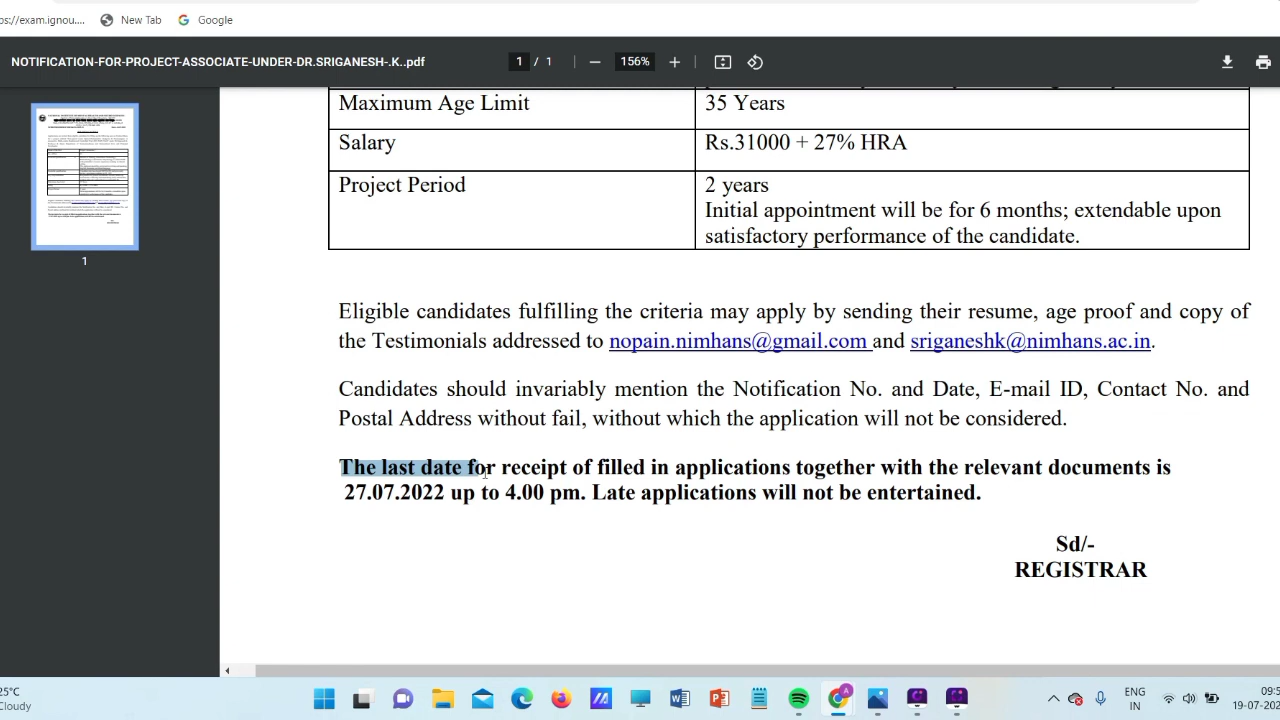 ps://exam.ignou.... New Tab Google
NOTIFICATION-FOR-PROJECT-ASSOCIATE-UNDER-DR.SRIGANESH-.K..pdf 1 / 1 156%
Maximum Age Limit 35 Years
Salary Rs.31000 + 27% HRA
Project Period 2 years
Initial appointment will be for 6 months; extendable upon
satisfactory performance of the candidate.
1
Eligible candidates fulfilling the criteria may apply by sending their resume, age proof and copy of
the Testimonials addressed to nopain.nimhans@gmail.com and sriganeshk@nimhans.ac.in.
Candidates should invariably mention the Notification No. and Date, E-mail ID, Contact No. and
Postal Address without fail, without which the application will not be considered.
The last date for receipt of filled in applications together with the relevant documents is
27.07.2022 up to 4.00 pm. Late applications will not be entertained.
Sd/-
REGISTRAR
25°C
Cloudy
ENG
IN
09:5
19-07-202